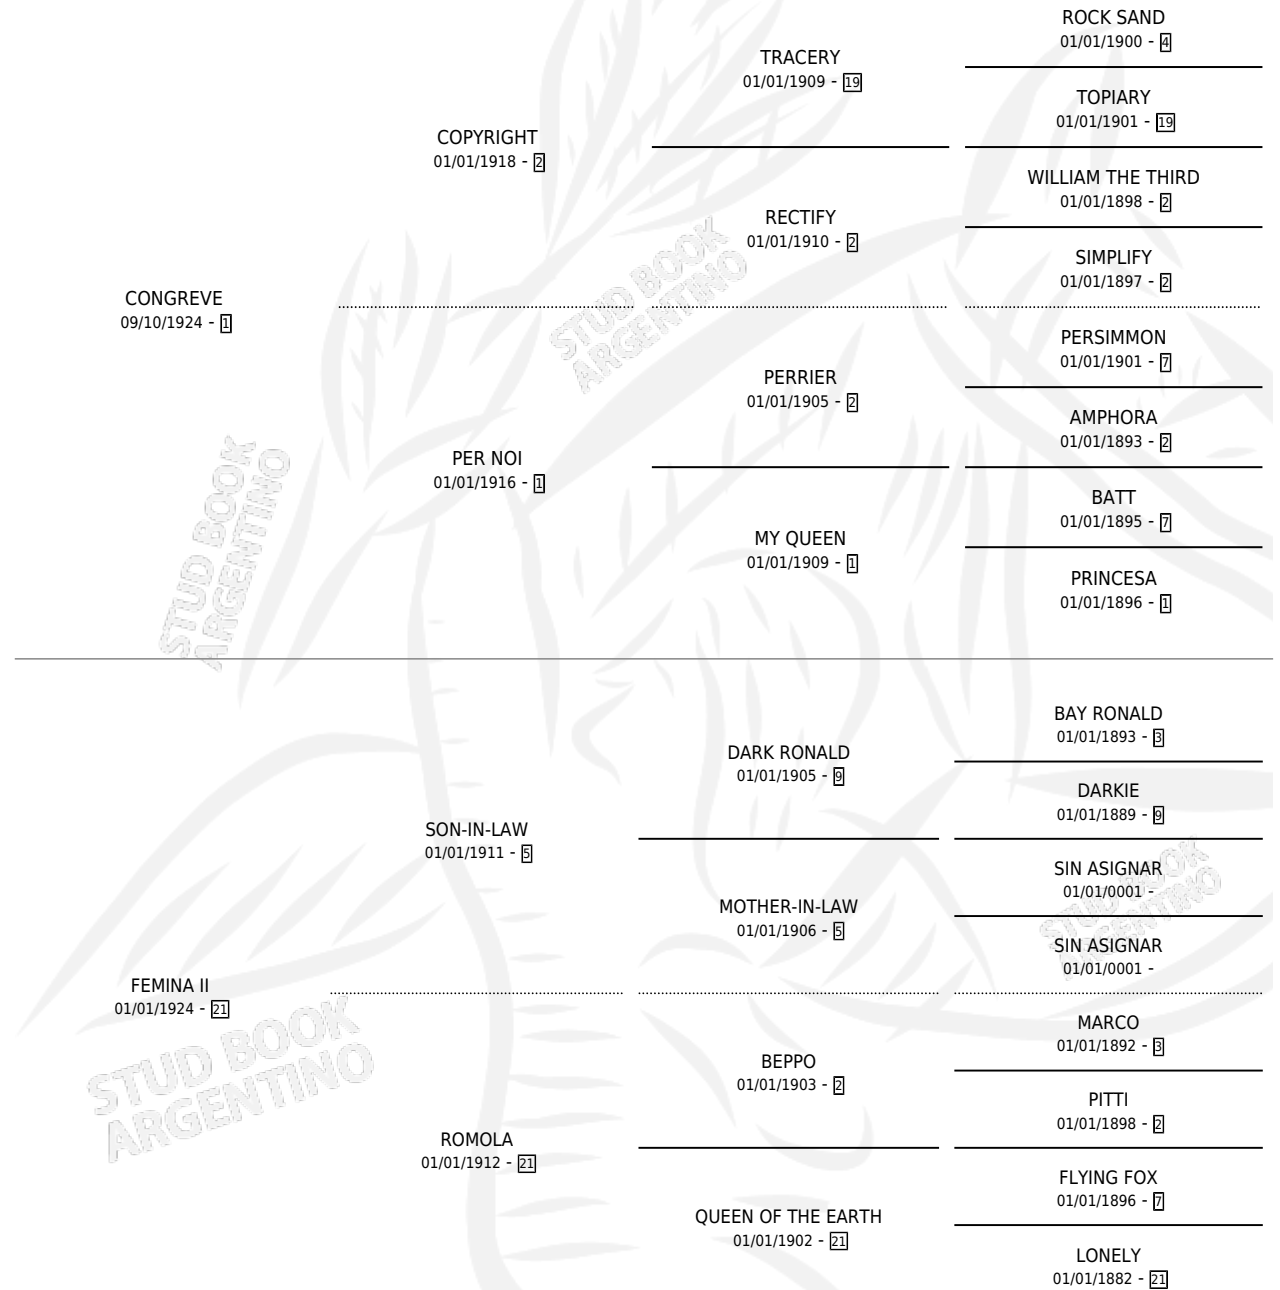 ROCK SAND
01/01/1900 - 4
TRACERY
01/01/1909 - 19
TOPIARY
01/01/1901 - 19
COPYRIGHT
01/01/1918 - 2
WILLIAM THE THIRD
01/01/1898 - 2
RECTIFY
01/01/1910 - 2
SIMPLIFY
01/01/1897 - 2
CONGREVE
09/10/1924 - 1
STUD BOOK
ARGENTINO
PERSIMMON
01/01/1901 - 7
PERRIER
01/01/1905 - 2
AMPHORA
01/01/1893 - 2
PER NOI
01/01/1916 - 1
BATT
01/01/1895 - 7
MY QUEEN
01/01/1909 - 1
PRINCESA
01/01/1896 - 1
STUD BOOK
ARGENTINO
BAY RONALD
01/01/1893 - 3
DARK RONALD
01/01/1905 - 9
DARKIE
01/01/1889 - 9
SON-IN-LAW
01/01/1911 - 5
SIN ASIGNAR
01/01/0001 -
MOTHER-IN-LAW
01/01/1906 - 5
SIN ASIGNAR
01/01/0001 -
STUD BOOK
ARGENTINO
FEMINA II
01/01/1924 - 21
STUD BOOK
ARGENTINO
MARCO
01/01/1892 - 3
BEPPO
01/01/1903 - 2
PITTI
01/01/1898 - 2
ROMOLA
01/01/1912 - 21
FLYING FOX
01/01/1896 - 7
QUEEN OF THE EARTH
01/01/1902 - 21
LONELY
01/01/1882 - 21